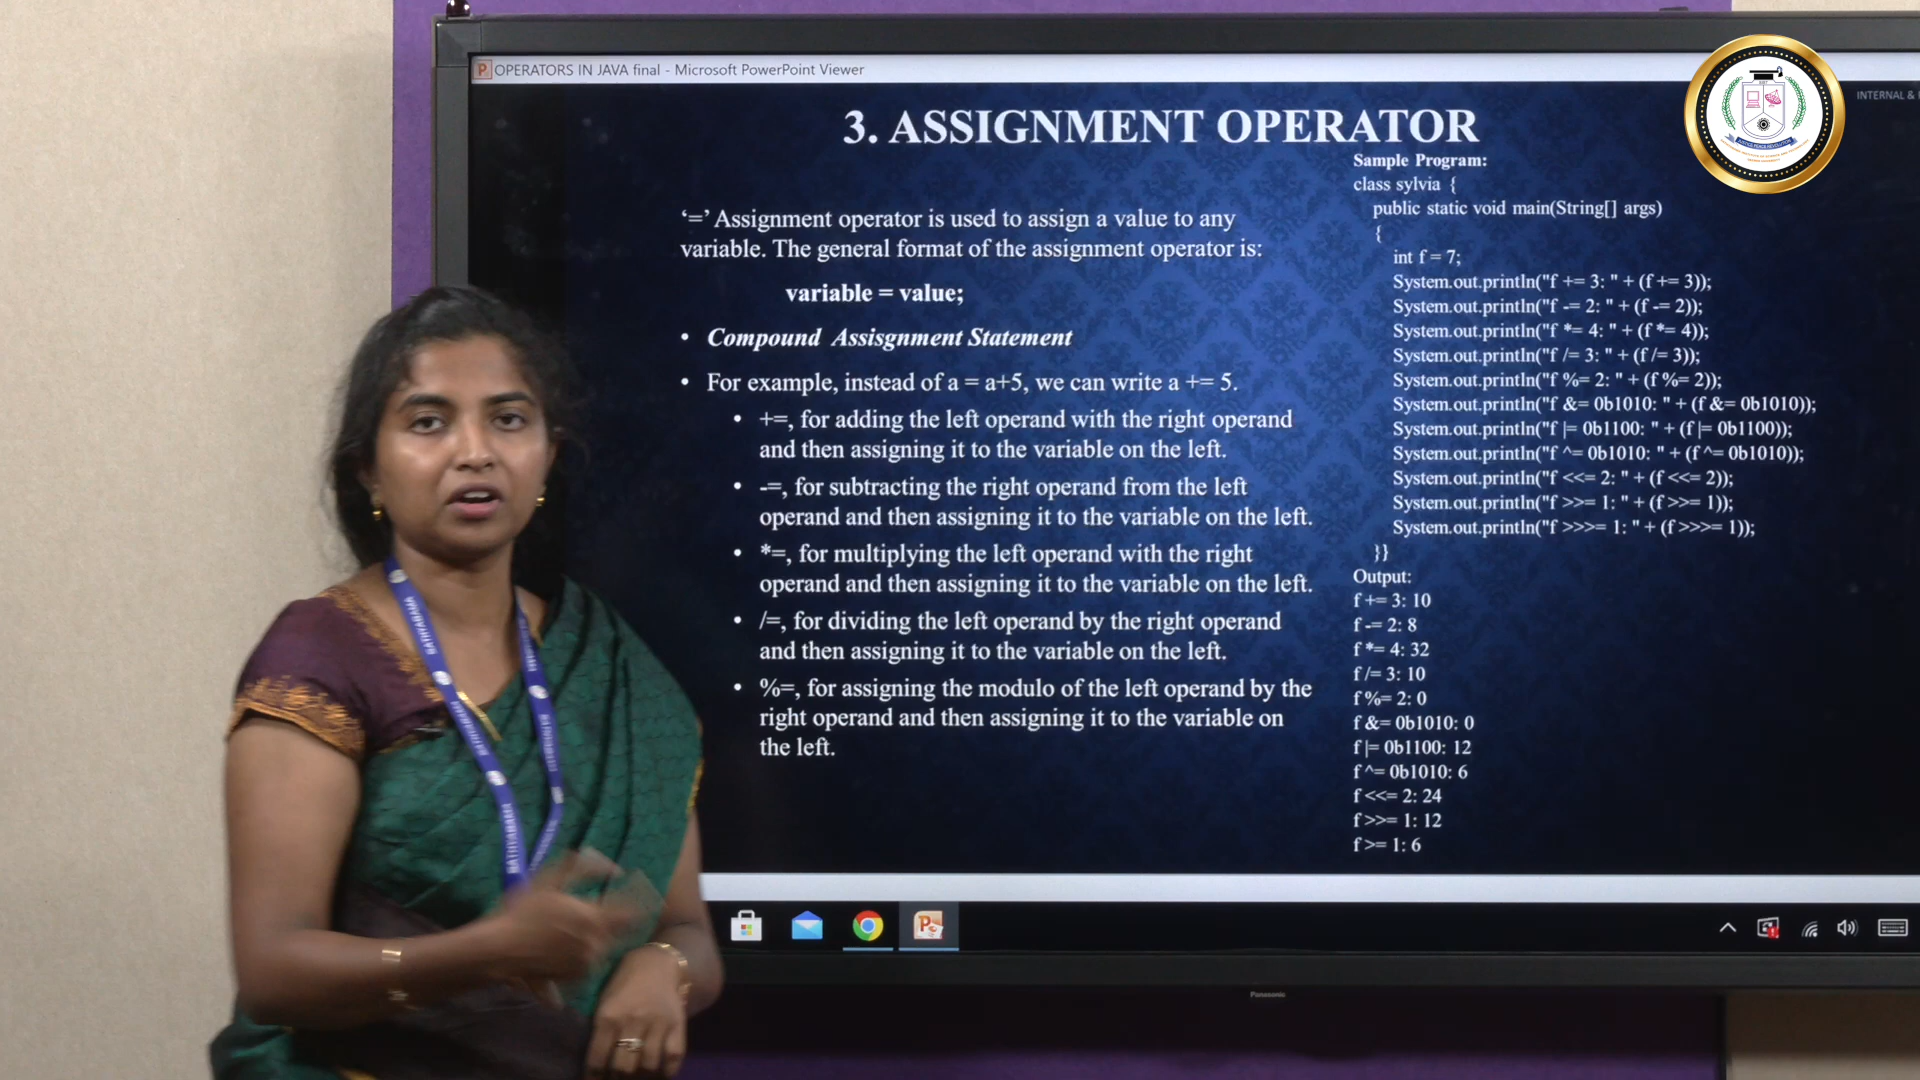 OPERATORS IN JAVA final - Microsoft PowerPoint Viewer
INTERNAL &
3. ASSIGNMENT OPERATOR
‘=’ Assignment operator is used to assign a value to any
variable. The general format of the assignment operator is:
variable = value;
• Compound Assisgnment Statement
• For example, instead of a = a+5, we can write a += 5.
• +=, for adding the left operand with the right operand
and then assigning it to the variable on the left.
• -=, for subtracting the right operand from the left
operand and then assigning it to the variable on the left.
• *=, for multiplying the left operand with the right
operand and then assigning it to the variable on the left.
• /=, for dividing the left operand by the right operand
and then assigning it to the variable on the left.
• %=, for assigning the modulo of the left operand by the
right operand and then assigning it to the variable on
the left.
Sample Program:
class sylvia {
public static void main(String[] args)
{
int f = 7;
System.out.println("f += 3: " + (f += 3));
System.out.println("f -= 2: " + (f -= 2));
System.out.println("f *= 4: " + (f *= 4));
System.out.println("f /= 3: " + (f /= 3));
System.out.println("f %= 2: " + (f %= 2));
System.out.println("f &= 0b1010: " + (f &= 0b1010));
System.out.println("f |= 0b1100: " + (f |= 0b1100));
System.out.println("f ^= 0b1010: " + (f ^= 0b1010));
System.out.println("f <<= 2: " + (f <<= 2));
System.out.println("f >>= 1: " + (f >>= 1));
System.out.println("f >>>= 1: " + (f >>>= 1));
}}
Output:
f += 3: 10
f -= 2: 8
f *= 4: 32
f /= 3: 10
f %= 2: 0
f &= 0b1010: 0
f |= 0b1100: 12
f ^= 0b1010: 6
f <<= 2: 24
f >>= 1: 12
f >= 1: 6
SATHYABAMA
SATHYABAMA
Panasonic